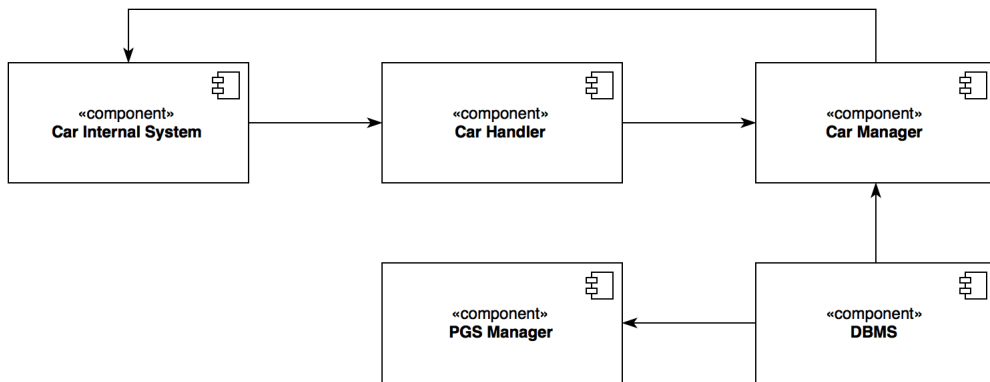 «component»
Car Internal System
«component»
Car Handler
«component»
Car Manager
«component»
PGS Manager
«component»
DBMS